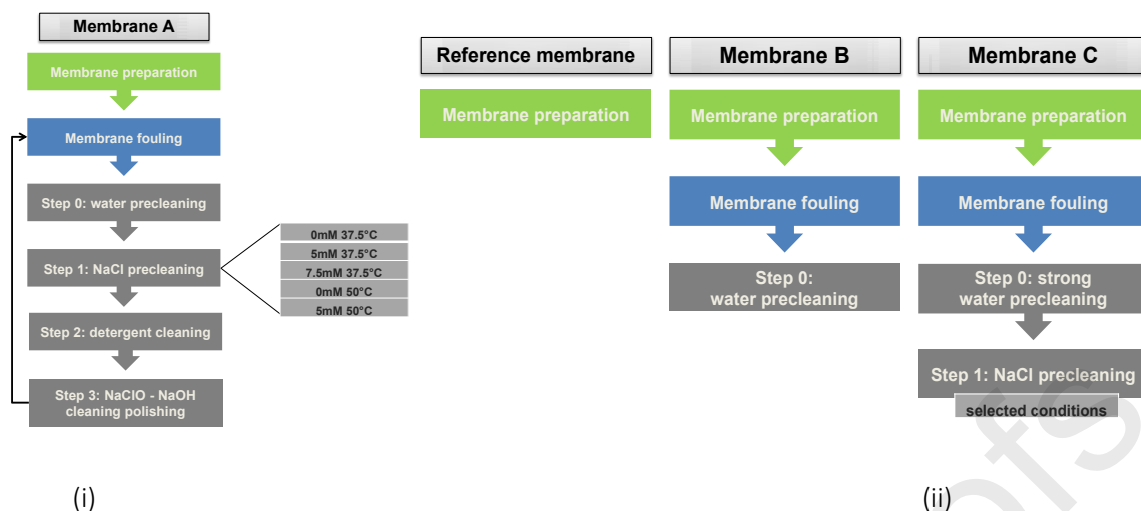 Membrane A
Membrane preparation
Membrane fouling
Step 0: water precleaning
Step 1: NaCl precleaning
0mM 37.5°C
5mM 37.5°C
7.5mM 37.5°C
0mM 50°C
5mM 50°C
Step 2: detergent cleaning
Step 3: NaClO - NaOH
cleaning polishing
(i)
Reference membrane
Membrane preparation
Membrane B
Membrane preparation
Membrane fouling
Step 0:
water precleaning
Membrane C
Membrane preparation
Membrane fouling
Step 0: strong
water precleaning
Step 1: NaCl precleaning
selected conditions
(ii)
ofs